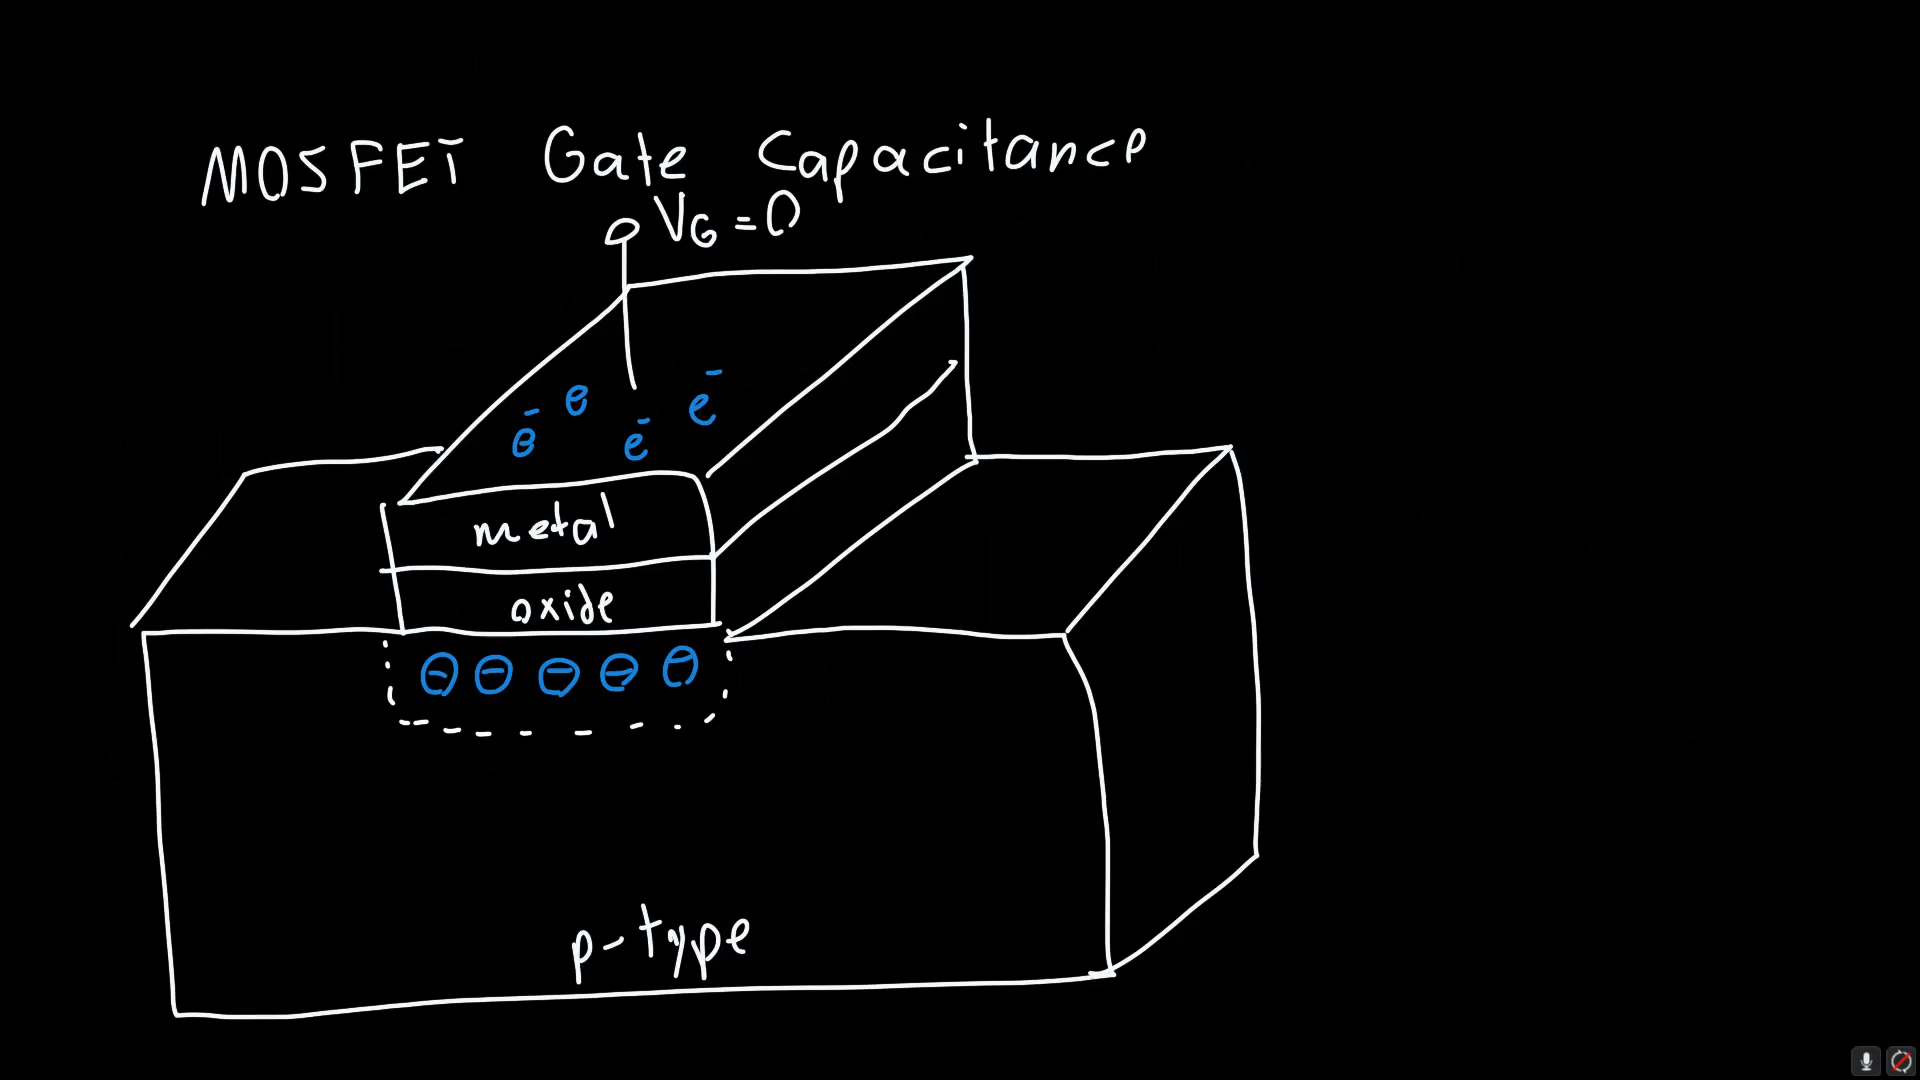 MOSFET Gate Capacitance
VG = 0
e⁻ e e⁻ e⁻
metal
oxide
⊖ ⊖ ⊖ ⊖ ⊖
p-type